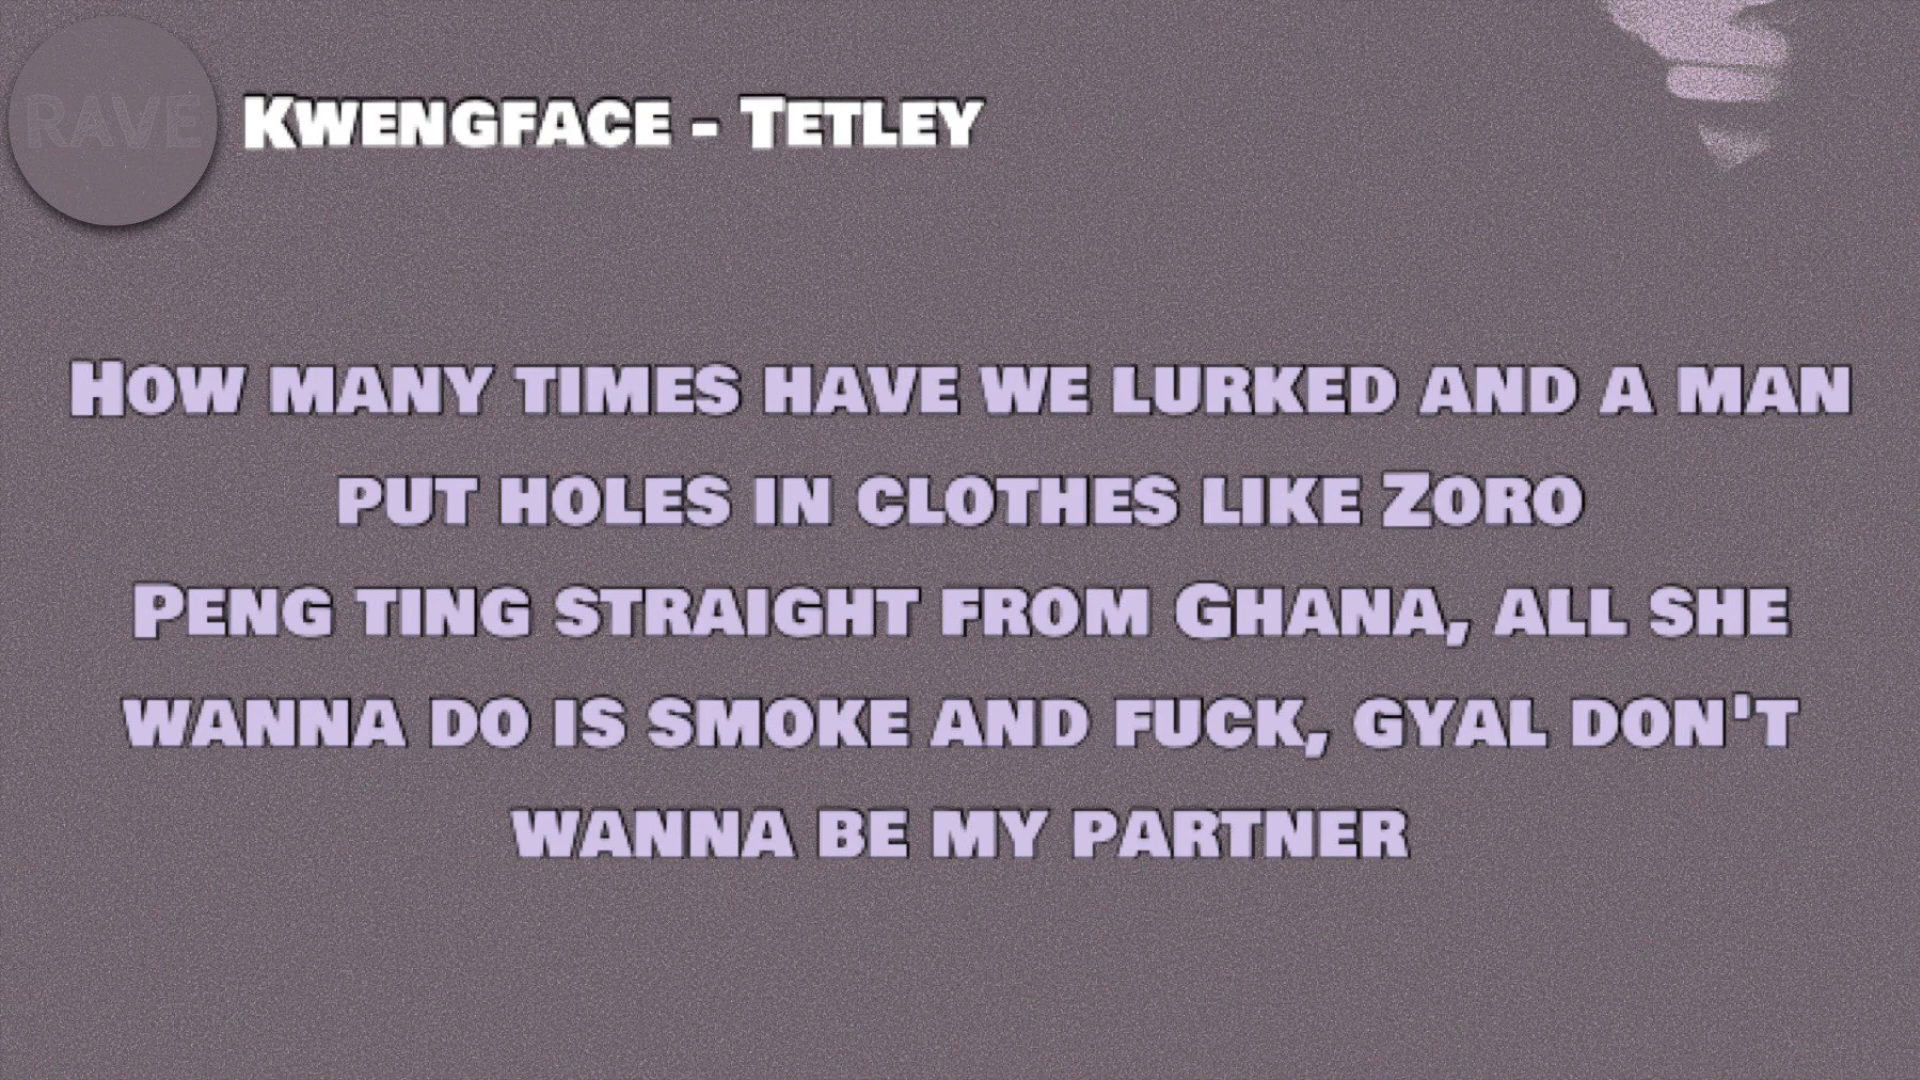 RAVE
Kwengface - Tetley
How many times have we lurked and a man
put holes in clothes like Zoro
Peng ting straight from Ghana, all she
wanna do is smoke and fuck, gyal don't
wanna be my partner